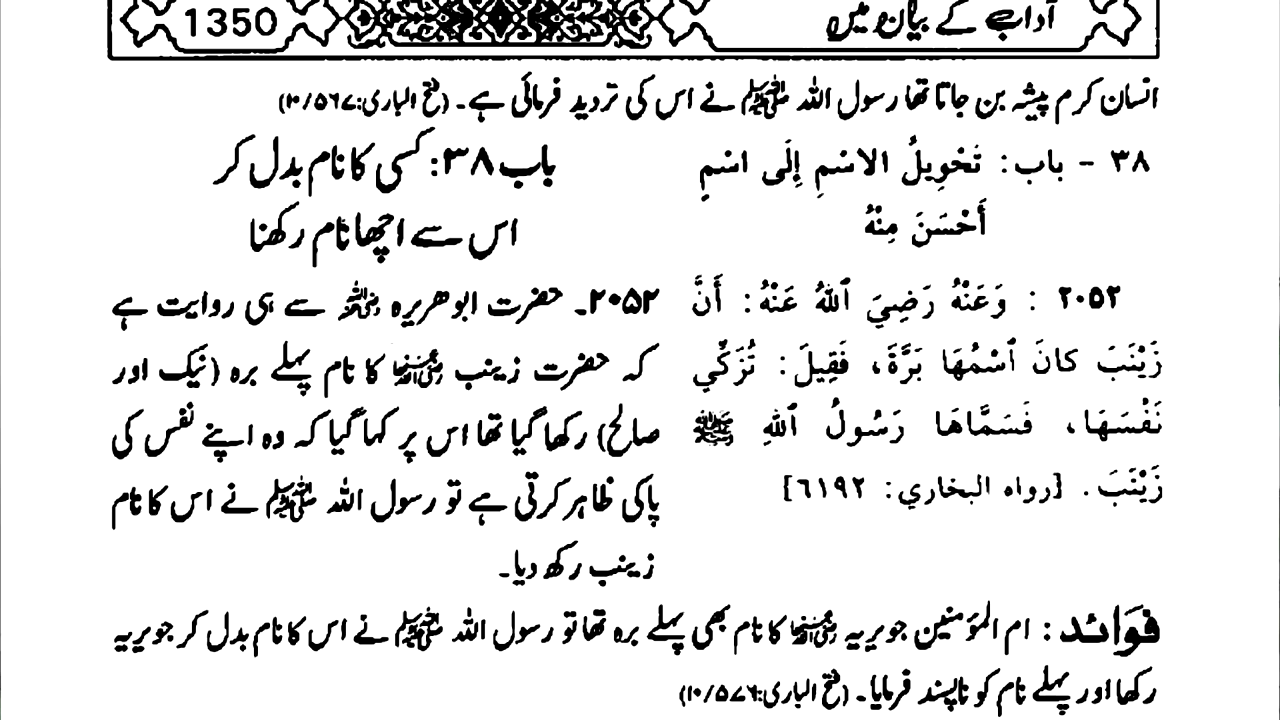 آداب کے بیان میں 1350
انسان کرم پیشہ بن جاتا تھا رسول اللہ ﷺ نے اس کی تردید فرمائی ہے۔ (فتح الباری:۱۰/۵۶۷)
۳۸ - باب: تَحْوِيلُ الاسْمِ إِلَى اسْمٍ
أَحْسَنَ مِنْهُ
باب ۳۸: کسی کا نام بدل کر
اس سے اچھا نام رکھنا
۲۰۵۲ : وَعَنْهُ رَضِيَ ٱللهُ عَنْهُ: أَنَّ
زَيْنَبَ كانَ ٱسْمُهَا بَرَّةَ، فَقِيلَ: تُزَكِّي
نَفْسَهَا، فَسَمَّاهَا رَسُولُ ٱللهِ ﷺ
زَيْنَبَ. [رواه البخاري: ٦١٩٢]
۲۰۵۲۔ حضرت ابوھریرہ رضی اللہ عنہ سے ہی روایت ہے
کہ حضرت زینب رضی اللہ عنہا کا نام پہلے برہ (نیک اور
صالح) رکھا گیا تھا اس پر کہا گیا کہ وہ اپنے نفس کی
پاکی ظاہر کرتی ہے تو رسول اللہ ﷺ نے اس کا نام
زینب رکھ دیا۔
فَوَائد: ام المؤمنین جویریہ رضی اللہ عنہا کا نام بھی پہلے برہ تھا تو رسول اللہ ﷺ نے اس کا نام بدل کر جویریہ
رکھا اور پہلے نام کو ناپسند فرمایا۔ (فتح الباری:۱۰/۵۷۶)